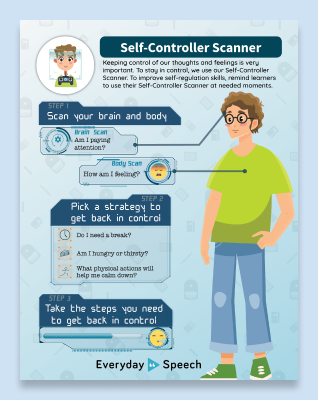 Self-Controller Scanner
Keeping control of our thoughts and feelings is very
important. To stay in control, we use our Self-Controller
Scanner. To improve self-regulation skills, remind learners
to use their Self-Controller Scanner at needed moments.
STEP 1
Scan your brain and body
Brain Scan
Am I paying
attention?
Body Scan
How am I feeling?
STEP 2
Pick a strategy to
get back in control
Do I need a break?
Am I hungry or thirsty?
What physical actions will
help me calm down?
STEP 3
Take the steps you need
to get back in control
Everyday Speech